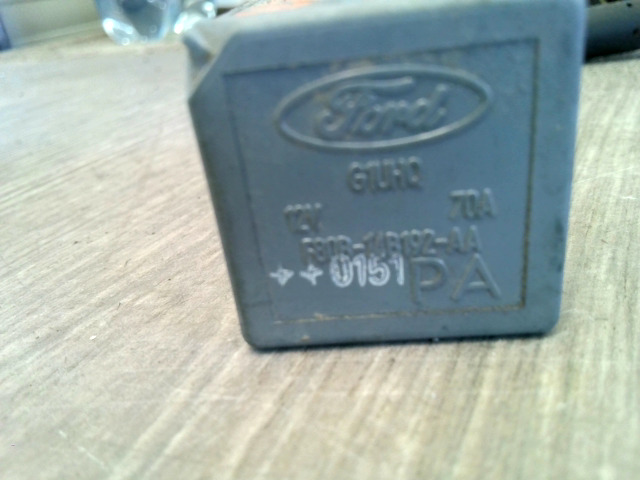 Ford
G1UHQ
12V 70A
F80B-14B192-AA
++0151 PA